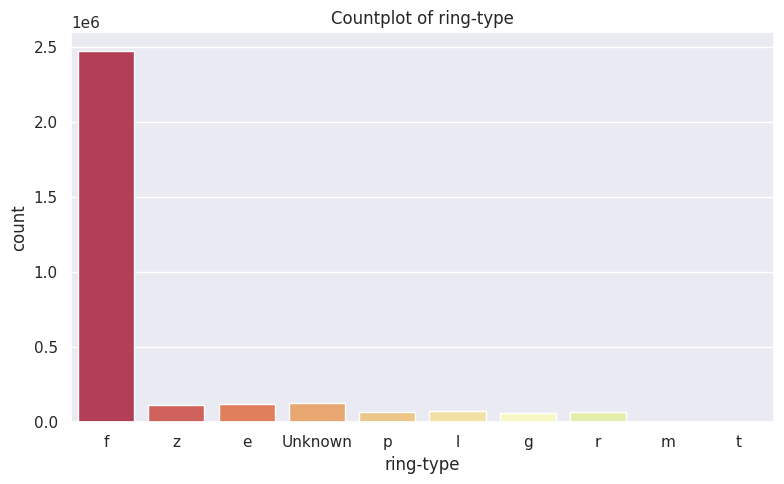 Countplot of ring-type
1e6
2.5
2.0
1.5
1.0
0.5
0.0
count
f z e Unknown p l g r m t
ring-type